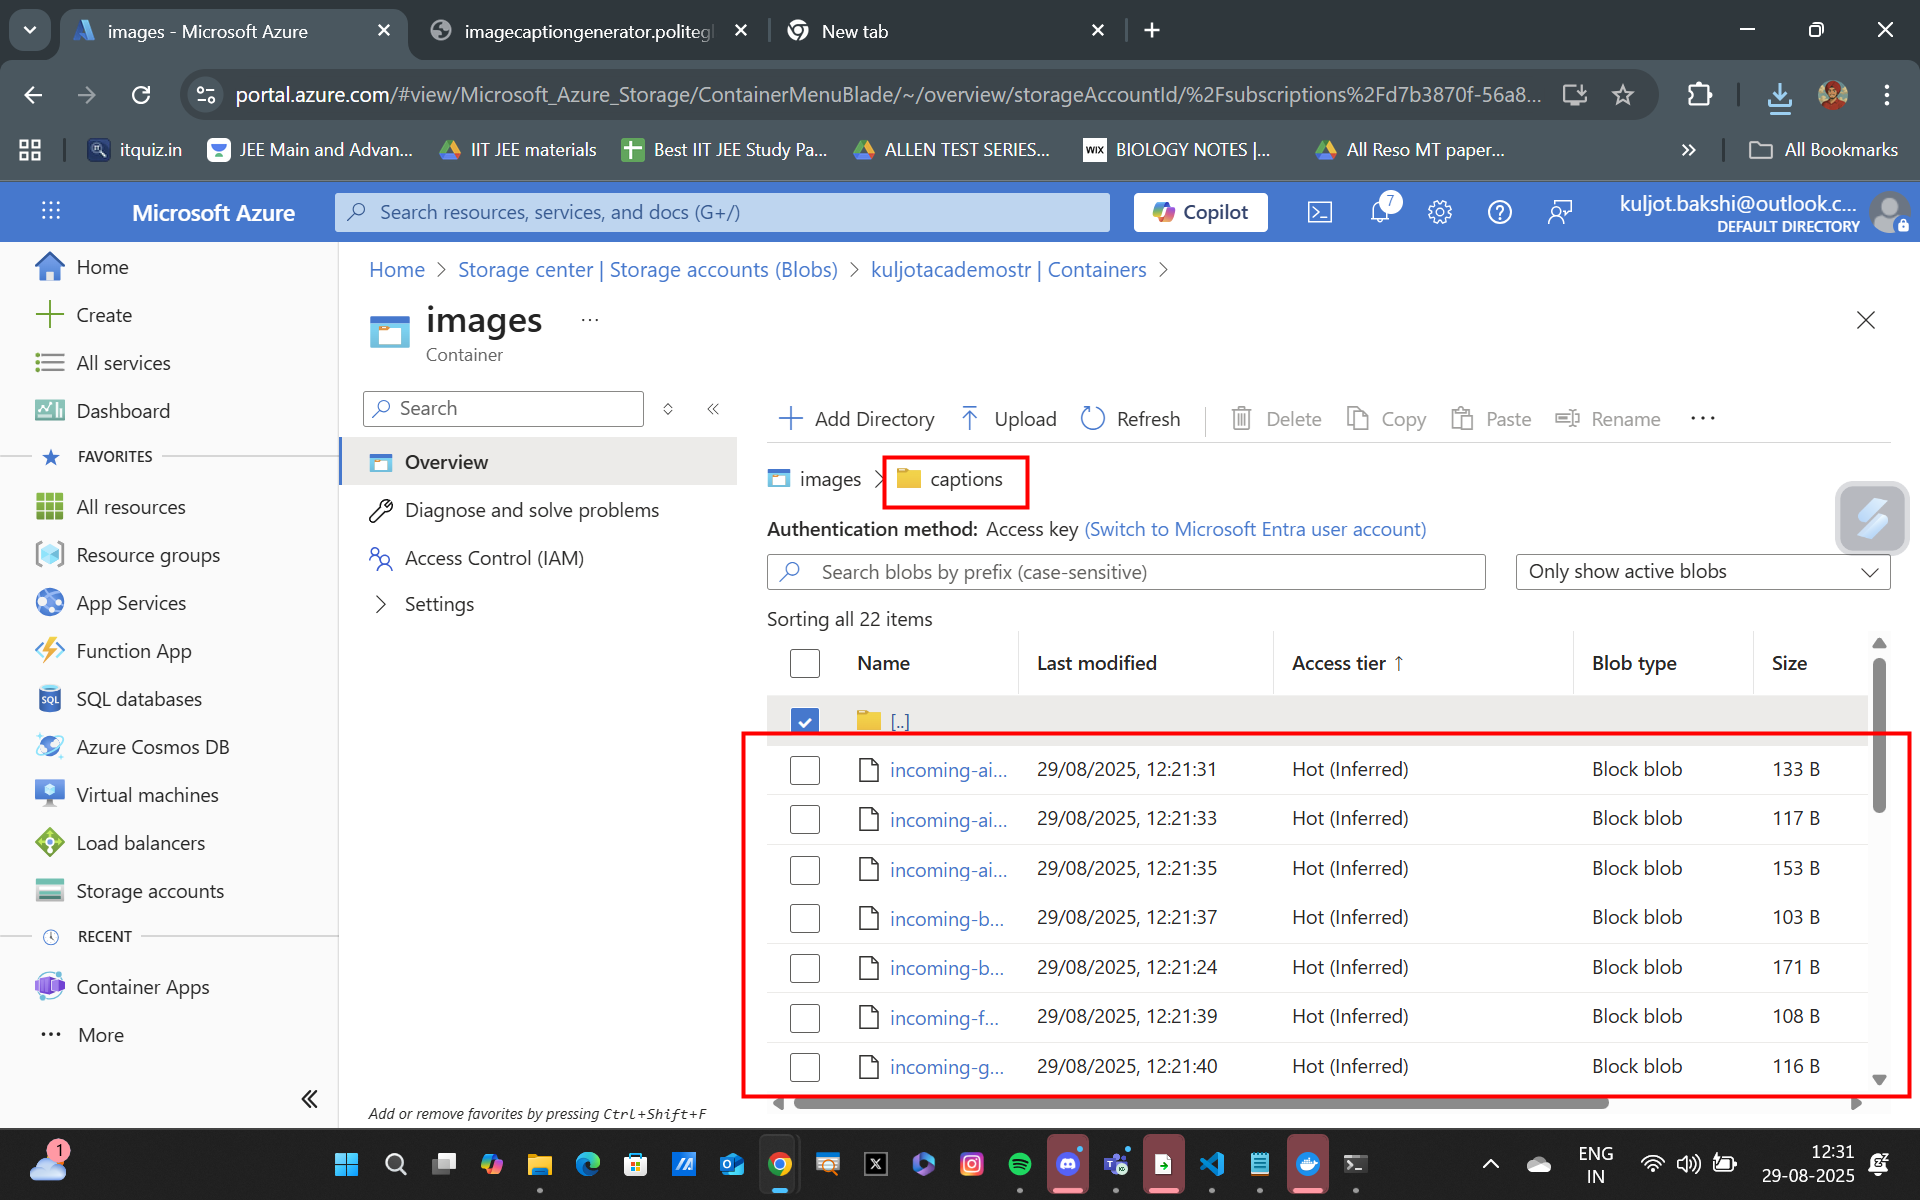 images - Microsoft Azure
imagecaptiongenerator.politegl
New tab
portal.azure.com/#view/Microsoft_Azure_Storage/ContainerMenuBlade/~/overview/storageAccountId/%2Fsubscriptions%2Fd7b3870f-56a8...
itquiz.in
JEE Main and Advan...
IIT JEE materials
Best IIT JEE Study Pa...
ALLEN TEST SERIES...
WIX
BIOLOGY NOTES |...
All Reso MT paper...
All Bookmarks
Microsoft Azure
Search resources, services, and docs (G+/)
Copilot
7
kuljot.bakshi@outlook.c...
DEFAULT DIRECTORY
Home
Create
All services
Dashboard
FAVORITES
All resources
Resource groups
App Services
Function App
SQL
SQL databases
Azure Cosmos DB
Virtual machines
Load balancers
Storage accounts
RECENT
Container Apps
More
Home > Storage center | Storage accounts (Blobs) > kuljotacademostr | Containers >
images ...
Container
Search
Overview
Diagnose and solve problems
Access Control (IAM)
Settings
Add or remove favorites by pressing Ctrl+Shift+F
Add Directory Upload Refresh Delete Copy Paste Rename ...
images > captions
Authentication method: Access key (Switch to Microsoft Entra user account)
Search blobs by prefix (case-sensitive)
Only show active blobs
Sorting all 22 items
Name Last modified Access tier ↑ Blob type Size
[..]
incoming-ai... 29/08/2025, 12:21:31 Hot (Inferred) Block blob 133 B
incoming-ai... 29/08/2025, 12:21:33 Hot (Inferred) Block blob 117 B
incoming-ai... 29/08/2025, 12:21:35 Hot (Inferred) Block blob 153 B
incoming-b... 29/08/2025, 12:21:37 Hot (Inferred) Block blob 103 B
incoming-b... 29/08/2025, 12:21:24 Hot (Inferred) Block blob 171 B
incoming-f... 29/08/2025, 12:21:39 Hot (Inferred) Block blob 108 B
incoming-g... 29/08/2025, 12:21:40 Hot (Inferred) Block blob 116 B
1
ENG
IN
12:31
29-08-2025